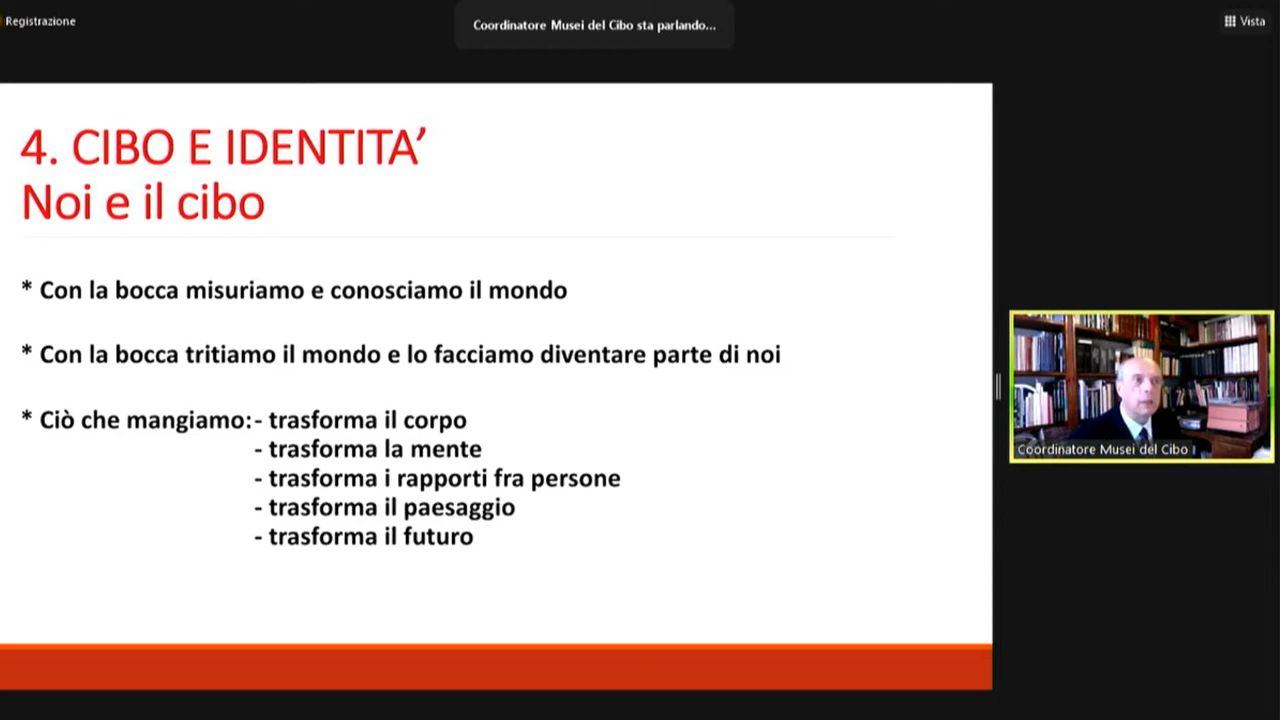 Registrazione
Coordinatore Musei del Cibo sta parlando...
Vista
4. CIBO E IDENTITA’
Noi e il cibo
* Con la bocca misuriamo e conosciamo il mondo
* Con la bocca tritiamo il mondo e lo facciamo diventare parte di noi
* Ciò che mangiamo: - trasforma il corpo
- trasforma la mente
- trasforma i rapporti fra persone
- trasforma il paesaggio
- trasforma il futuro
Coordinatore Musei del Cibo